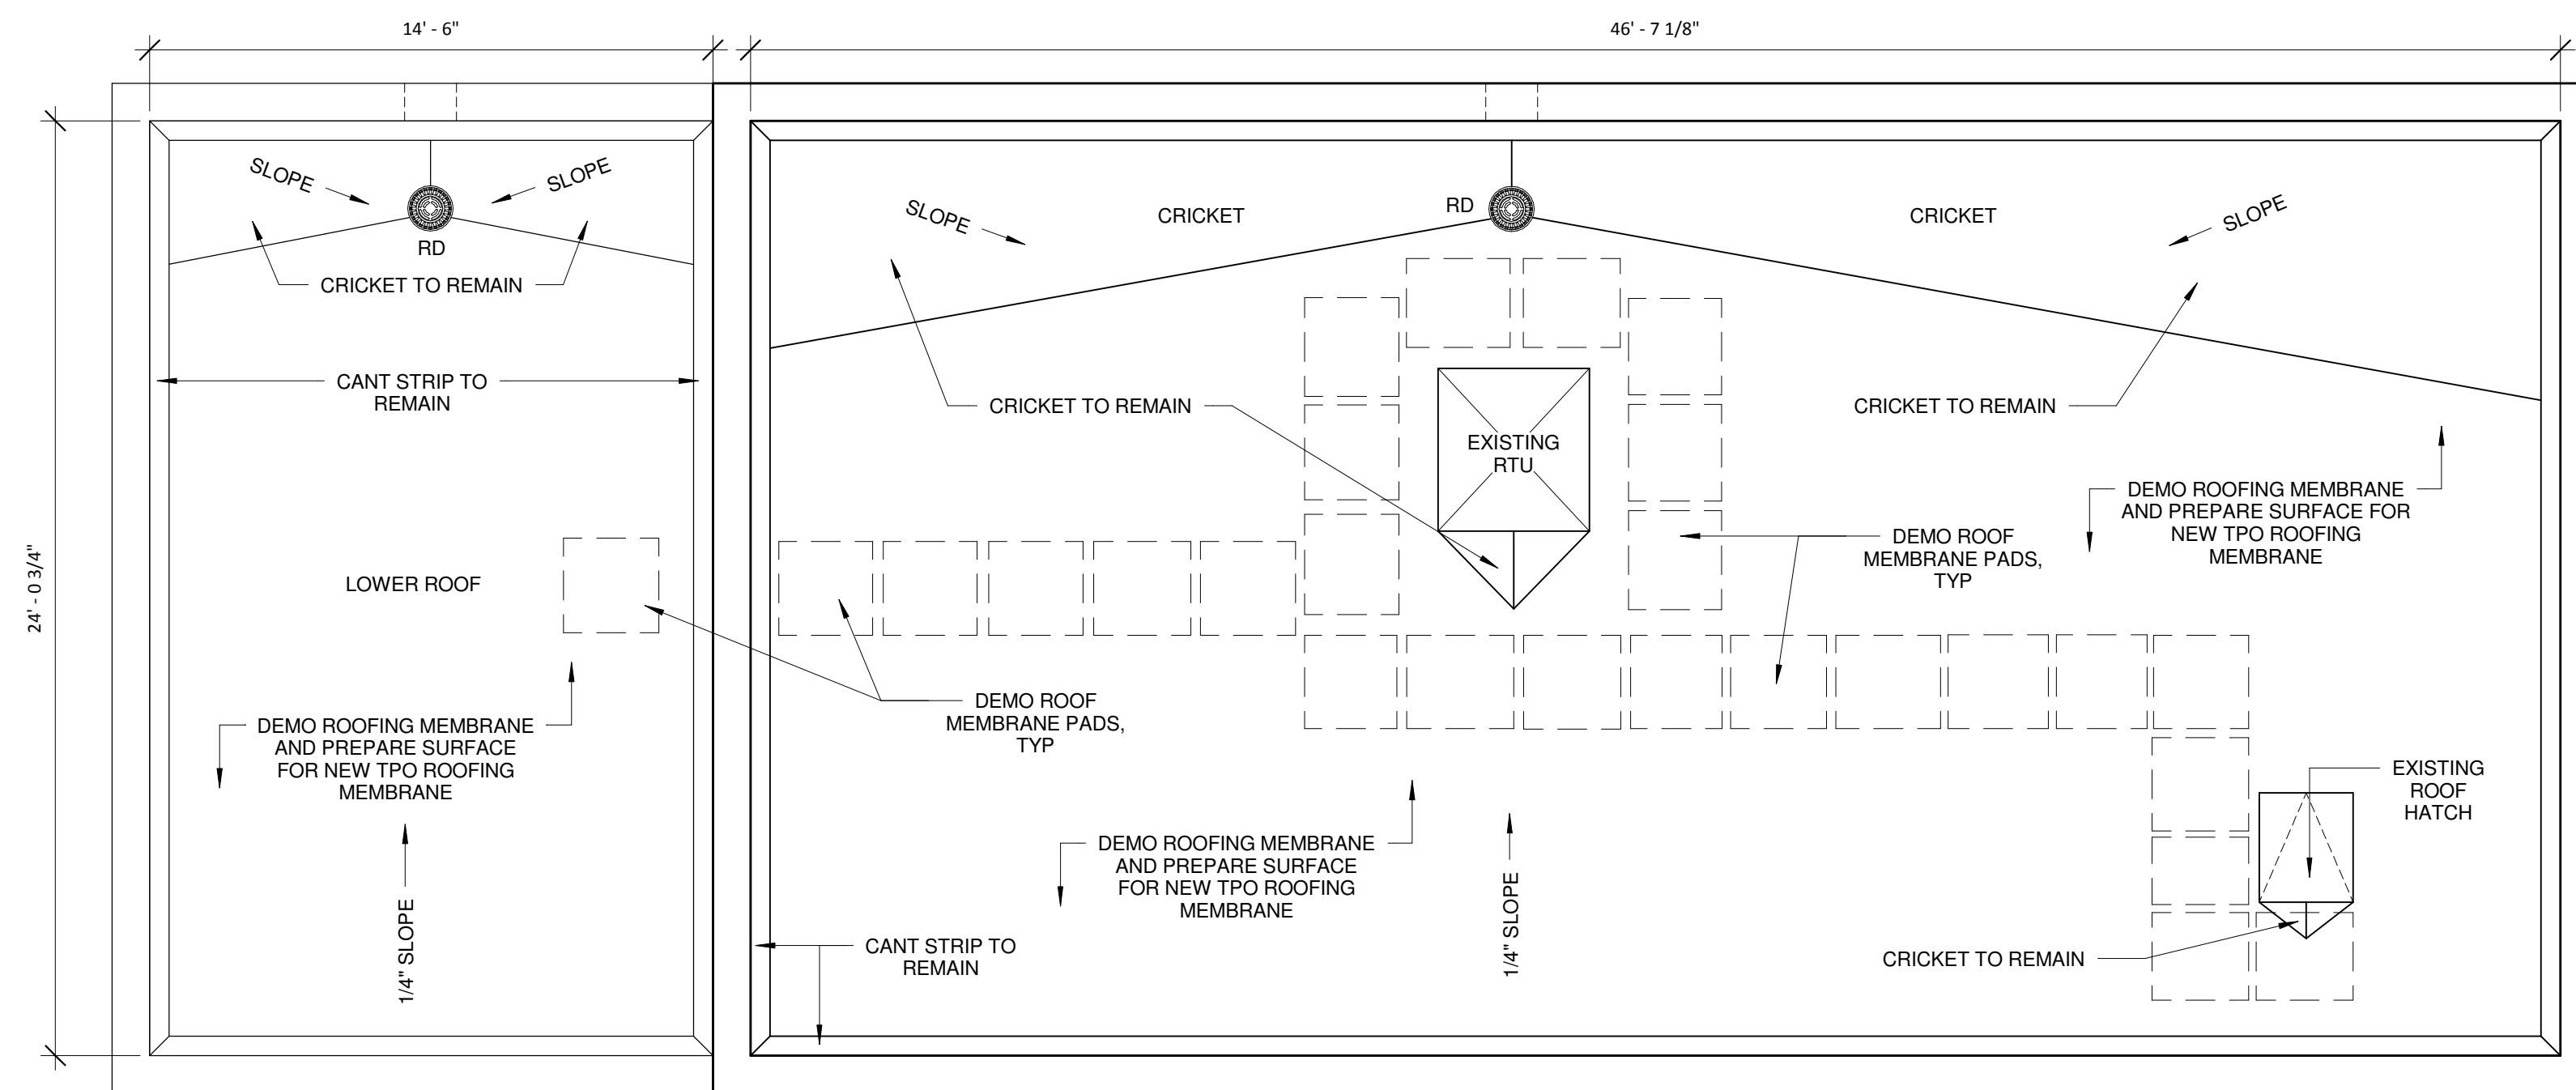 14' - 6"
46' - 7 1/8"
24' - 0 3/4"
SLOPE
SLOPE
RD
CRICKET TO REMAIN
CANT STRIP TO
REMAIN
LOWER ROOF
DEMO ROOFING MEMBRANE
AND PREPARE SURFACE
FOR NEW TPO ROOFING
MEMBRANE
1/4" SLOPE
SLOPE
CRICKET
RD
CRICKET
SLOPE
CRICKET TO REMAIN
EXISTING
RTU
CRICKET TO REMAIN
DEMO ROOFING MEMBRANE
AND PREPARE SURFACE FOR
NEW TPO ROOFING
MEMBRANE
DEMO ROOF
MEMBRANE PADS,
TYP
DEMO ROOF
MEMBRANE PADS,
TYP
EXISTING
ROOF
HATCH
DEMO ROOFING MEMBRANE
AND PREPARE SURFACE
FOR NEW TPO ROOFING
MEMBRANE
1/4" SLOPE
CANT STRIP TO
REMAIN
CRICKET TO REMAIN